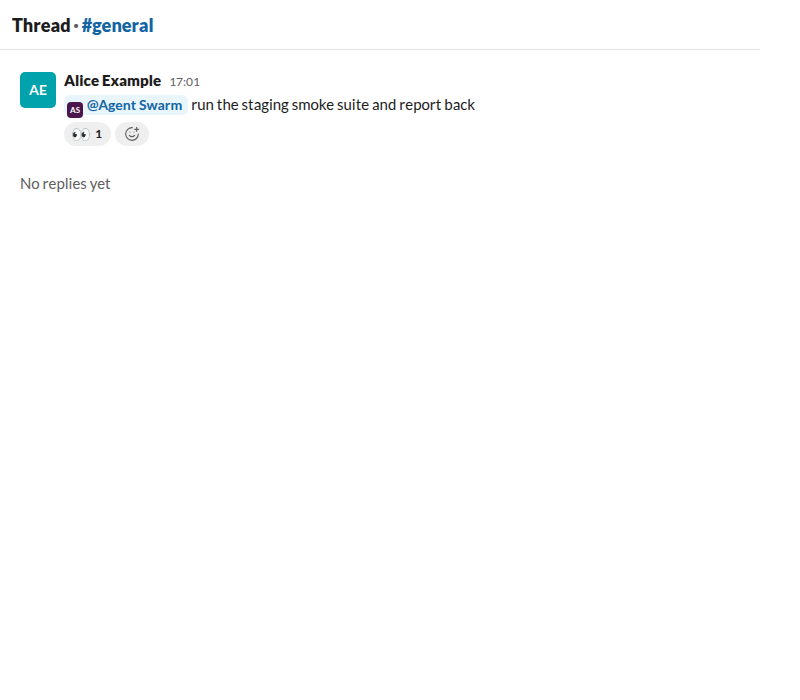 Thread • #general
AE
Alice Example 17:01
AS @Agent Swarm run the staging smoke suite and report back
👀 1
No replies yet